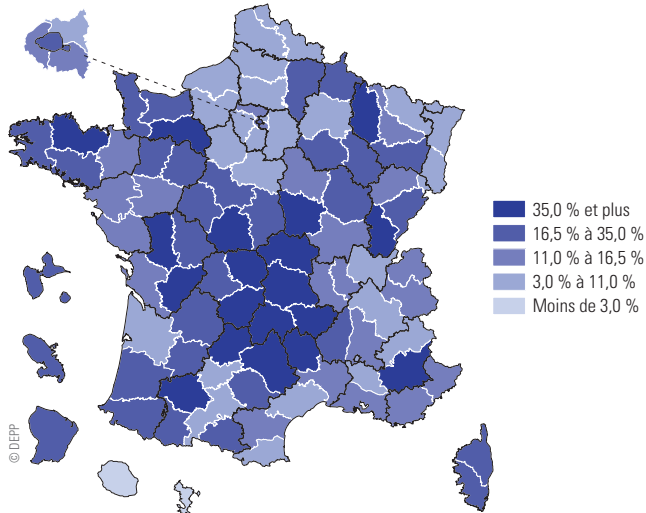 35,0 % et plus
16,5 % à 35,0 %
11,0 % à 16,5 %
3,0 % à 11,0 %
Moins de 3,0 %
© DEPP